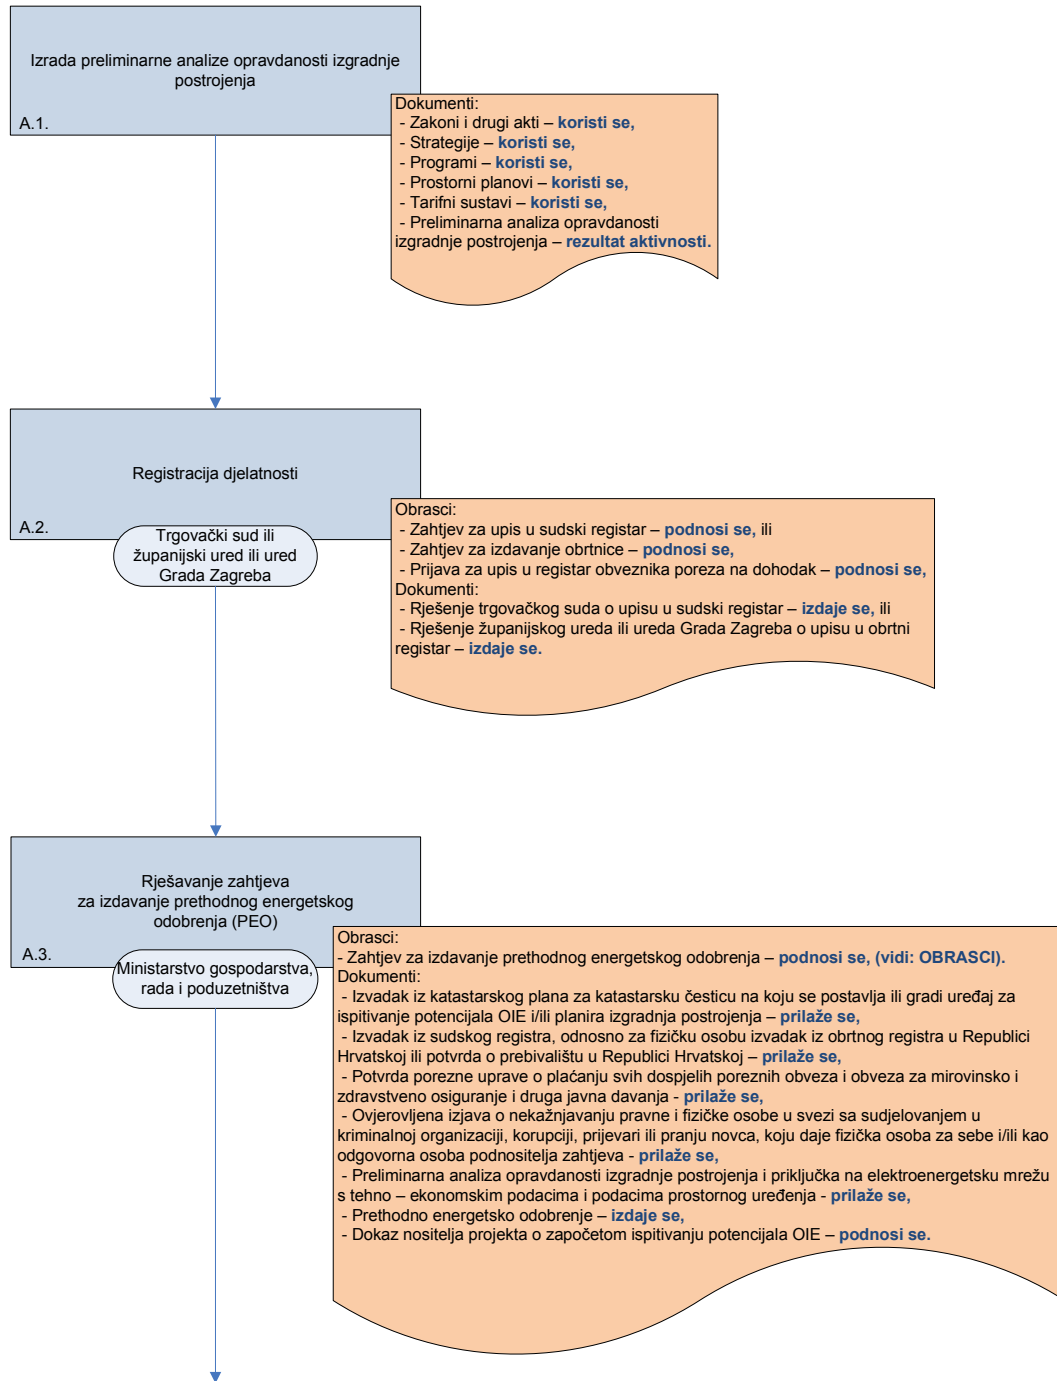 Izrada preliminarne analize opravdanosti izgradnje
postrojenja
A.1.
Dokumenti:
- Zakoni i drugi akti – koristi se,
- Strategije – koristi se,
- Programi – koristi se,
- Prostorni planovi – koristi se,
- Tarifni sustavi – koristi se,
- Preliminarna analiza opravdanosti
izgradnje postrojenja – rezultat aktivnosti.
Registracija djelatnosti
A.2.
Trgovački sud ili
županijski ured ili ured
Grada Zagreba
Obrasci:
- Zahtjev za upis u sudski registar – podnosi se, ili
- Zahtjev za izdavanje obrtnice – podnosi se,
- Prijava za upis u registar obveznika poreza na dohodak – podnosi se,
Dokumenti:
- Rješenje trgovačkog suda o upisu u sudski registar – izdaje se, ili
- Rješenje županijskog ureda ili ureda Grada Zagreba o upisu u obrtni
registar – izdaje se.
Rješavanje zahtjeva
za izdavanje prethodnog energetskog
odobrenja (PEO)
A.3.
Ministarstvo gospodarstva,
rada i poduzetništva
Obrasci:
- Zahtjev za izdavanje prethodnog energetskog odobrenja – podnosi se, (vidi: OBRASCI).
Dokumenti:
- Izvadak iz katastarskog plana za katastarsku česticu na koju se postavlja ili gradi uređaj za
ispitivanje potencijala OIE i/ili planira izgradnja postrojenja – prilaže se,
- Izvadak iz sudskog registra, odnosno za fizičku osobu izvadak iz obrtnog registra u Republici
Hrvatskoj ili potvrda o prebivalištu u Republici Hrvatskoj – prilaže se,
- Potvrda porezne uprave o plaćanju svih dospjelih poreznih obveza i obveza za mirovinsko i
zdravstveno osiguranje i druga javna davanja - prilaže se,
- Ovjerovljena izjava o nekažnjavanju pravne i fizičke osobe u svezi sa sudjelovanjem u
kriminalnoj organizaciji, korupciji, prijevari ili pranju novca, koju daje fizička osoba za sebe i/ili kao
odgovorna osoba podnositelja zahtjeva - prilaže se,
- Preliminarna analiza opravdanosti izgradnje postrojenja i priključka na elektroenergetsku mrežu
s tehno – ekonomskim podacima i podacima prostornog uređenja - prilaže se,
- Prethodno energetsko odobrenje – izdaje se,
- Dokaz nositelja projekta o započetom ispitivanju potencijala OIE – podnosi se.